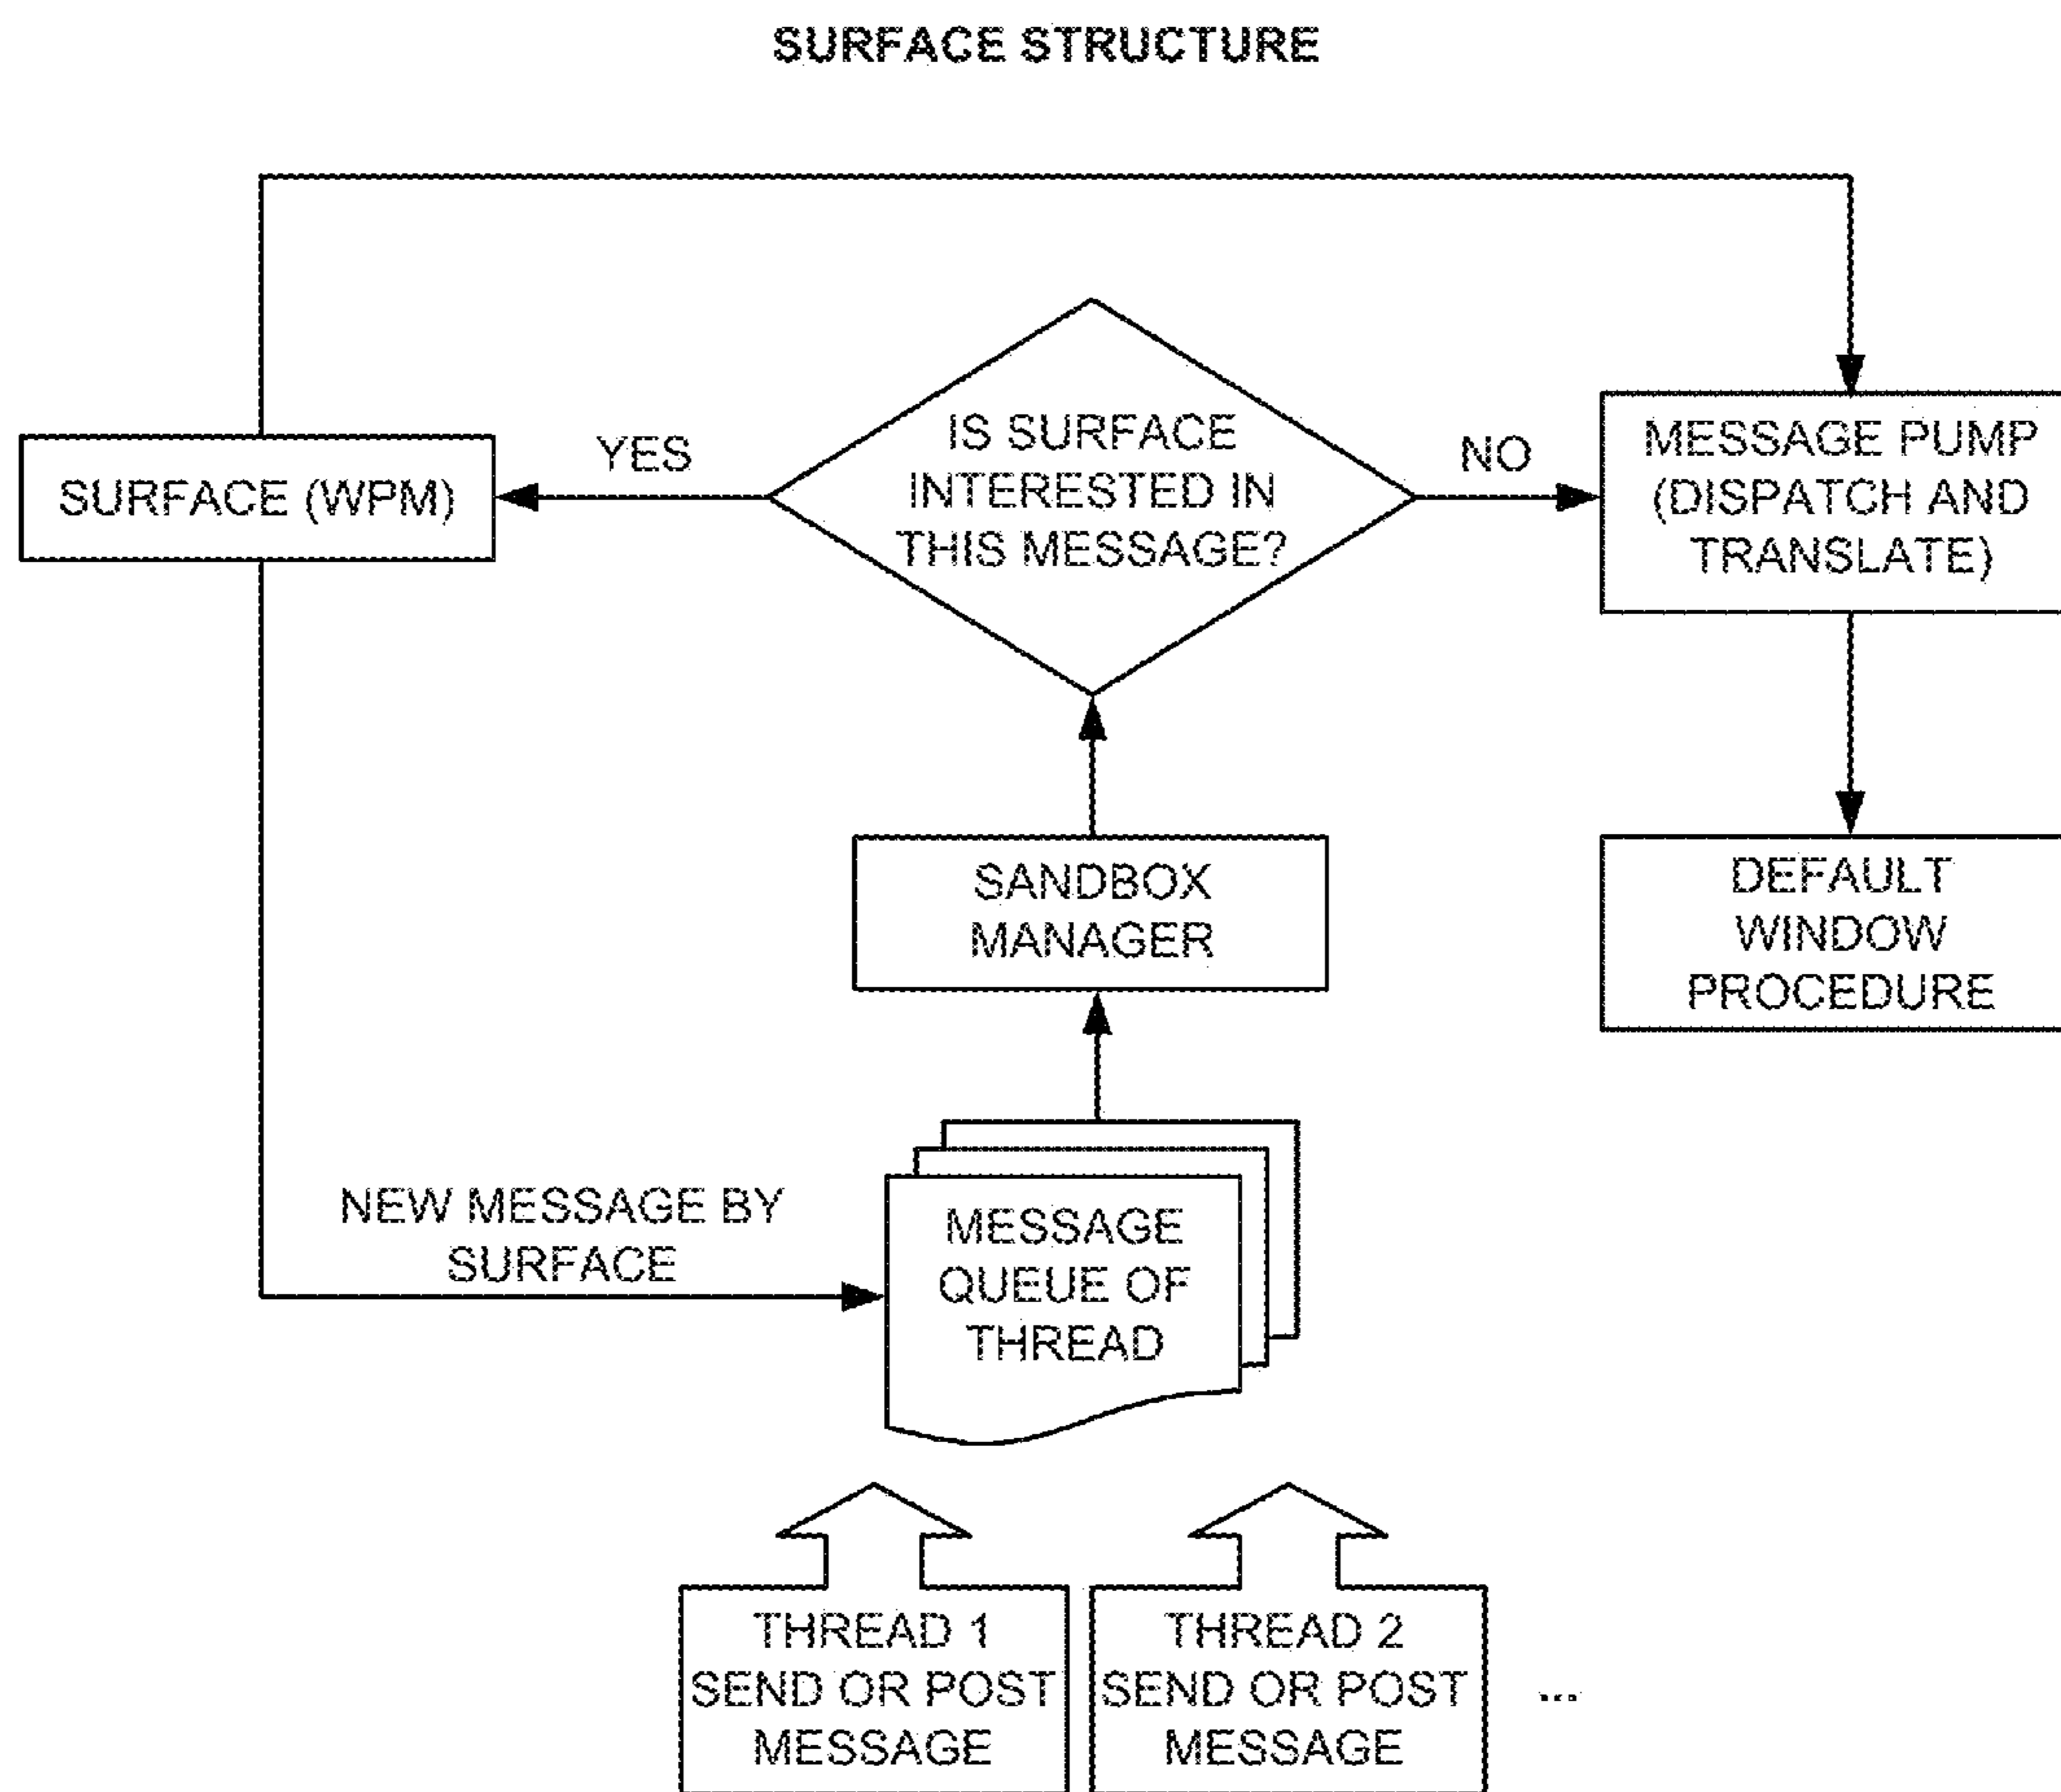 SURFACE STRUCTURE
SURFACE (WPM)
YES
IS SURFACE
INTERESTED IN
THIS MESSAGE?
NO
MESSAGE PUMP
(DISPATCH AND
TRANSLATE)
SANDBOX
MANAGER
DEFAULT
WINDOW
PROCEDURE
NEW MESSAGE BY
SURFACE
MESSAGE
QUEUE OF
THREAD
THREAD 1
SEND OR POST
MESSAGE
THREAD 2
SEND OR POST
MESSAGE
...